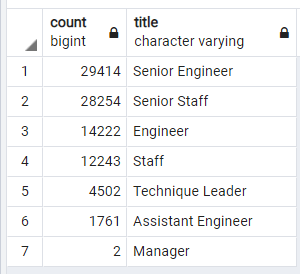 count title
bigint character varying
1 29414 Senior Engineer
2 28254 Senior Staff
3 14222 Engineer
4 12243 Staff
5 4502 Technique Leader
6 1761 Assistant Engineer
7 2 Manager